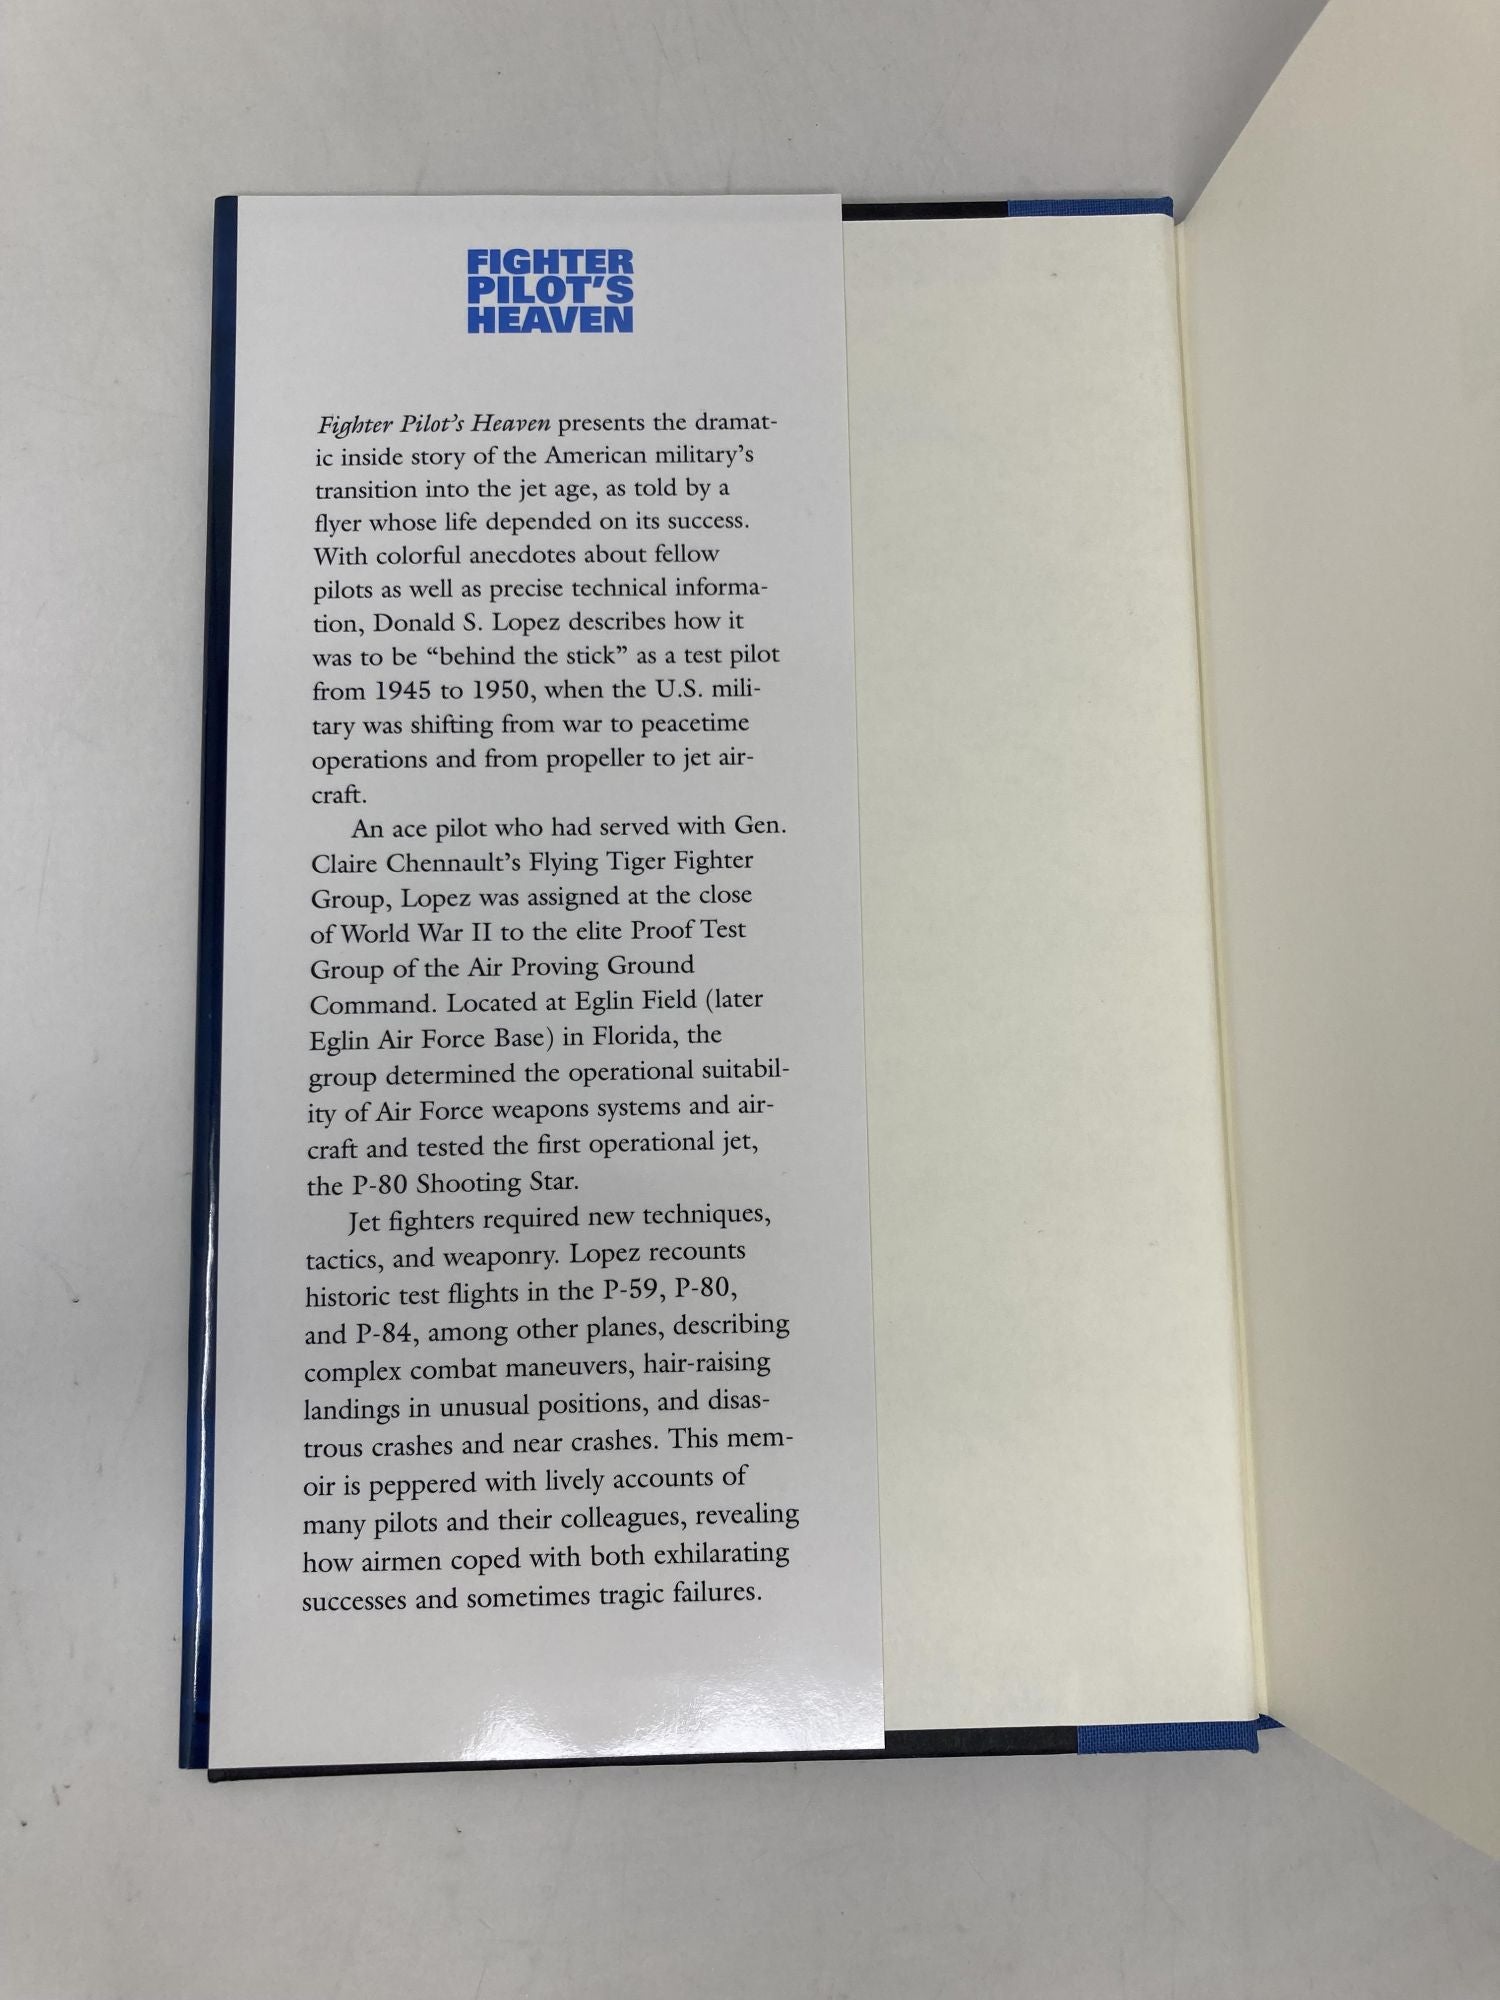 FIGHTER
PILOT'S
HEAVEN
Fighter Pilot's Heaven presents the dramat-
ic inside story of the American military's
transition into the jet age, as told by a
flyer whose life depended on its success.
With colorful anecdotes about fellow
pilots as well as precise technical informa-
tion, Donald S. Lopez describes how it
was to be “behind the stick” as a test pilot
from 1945 to 1950, when the U.S. mili-
tary was shifting from war to peacetime
operations and from propeller to jet air-
craft.
An ace pilot who had served with Gen.
Claire Chennault's Flying Tiger Fighter
Group, Lopez was assigned at the close
of World War II to the elite Proof Test
Group of the Air Proving Ground
Command. Located at Eglin Field (later
Eglin Air Force Base) in Florida, the
group determined the operational suitabil-
ity of Air Force weapons systems and air-
craft and tested the first operational jet,
the P-80 Shooting Star.
Jet fighters required new techniques,
tactics, and weaponry. Lopez recounts
historic test flights in the P-59, P-80,
and P-84, among other planes, describing
complex combat maneuvers, hair-raising
landings in unusual positions, and disas-
trous crashes and near crashes. This mem-
oir is peppered with lively accounts of
many pilots and their colleagues, revealing
how airmen coped with both exhilarating
successes and sometimes tragic failures.